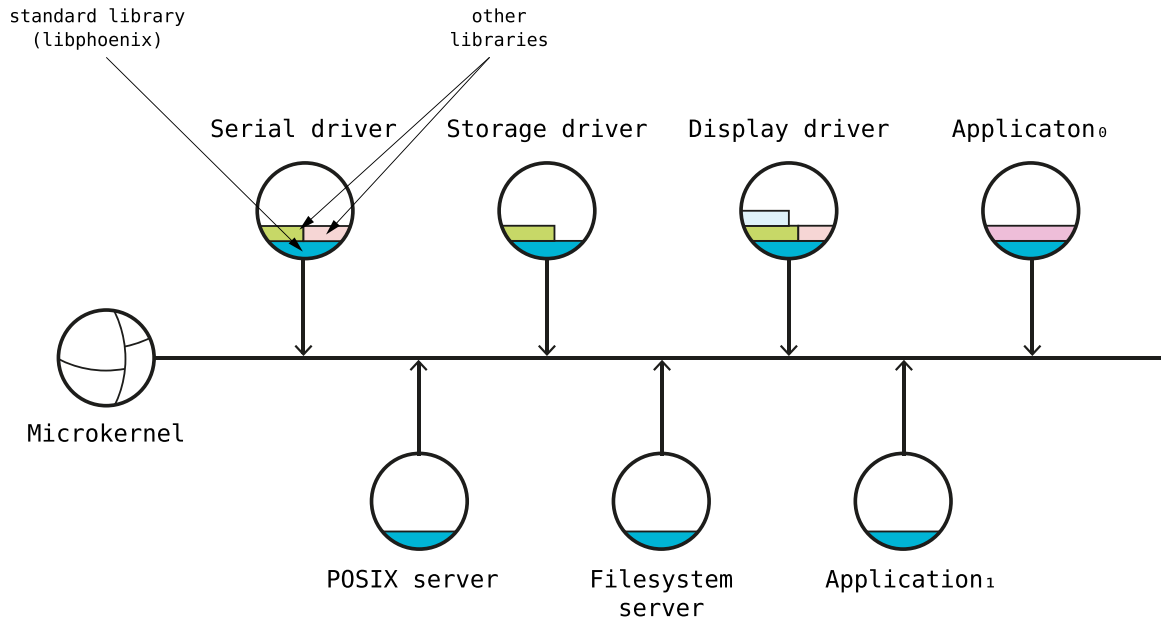 standard library
(libphoenix)
other
libraries
Serial driver
Storage driver
Display driver
Applicaton₀
Microkernel
POSIX server
Filesystem
server
Application₁